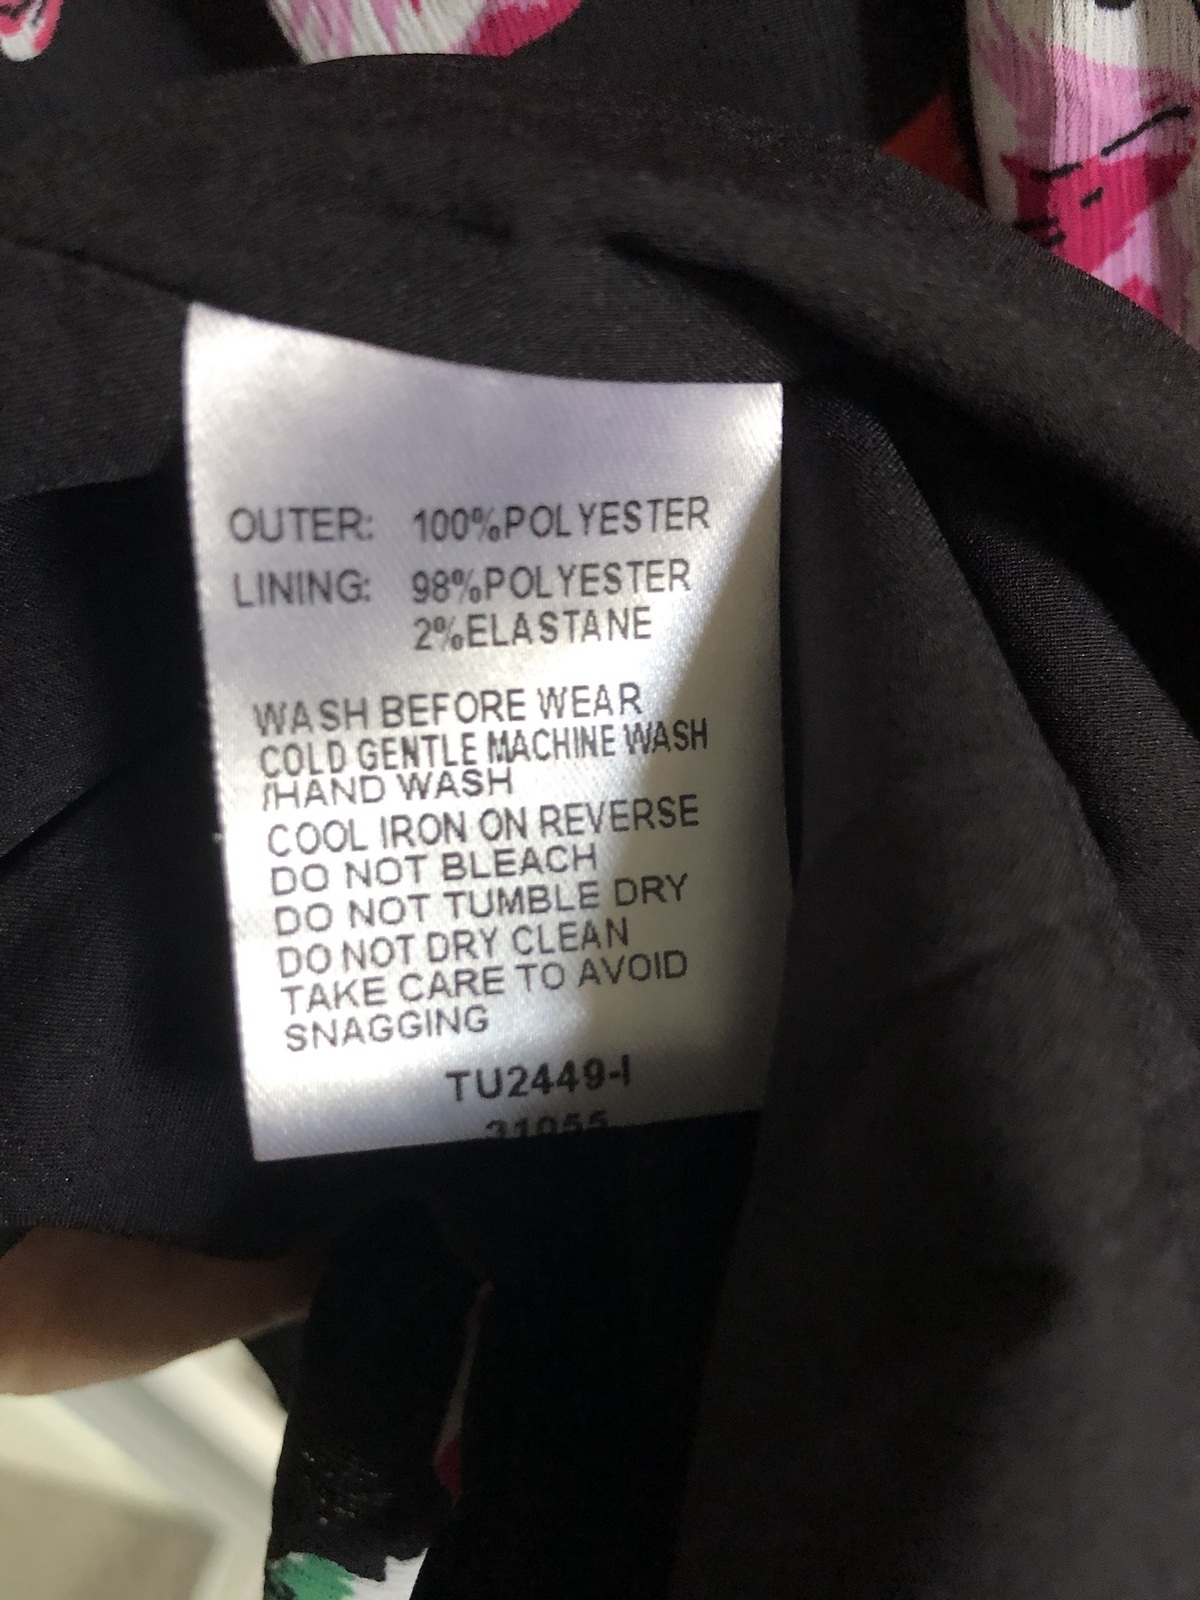 OUTER: 100%POLYESTER
LINING: 98%POLYESTER
2%ELASTANE
WASH BEFORE WEAR
COLD GENTLE MACHINE WASH
/HAND WASH
COOL IRON ON REVERSE
DO NOT BLEACH
DO NOT TUMBLE DRY
DO NOT DRY CLEAN
TAKE CARE TO AVOID
SNAGGING
TU2449-I
31055